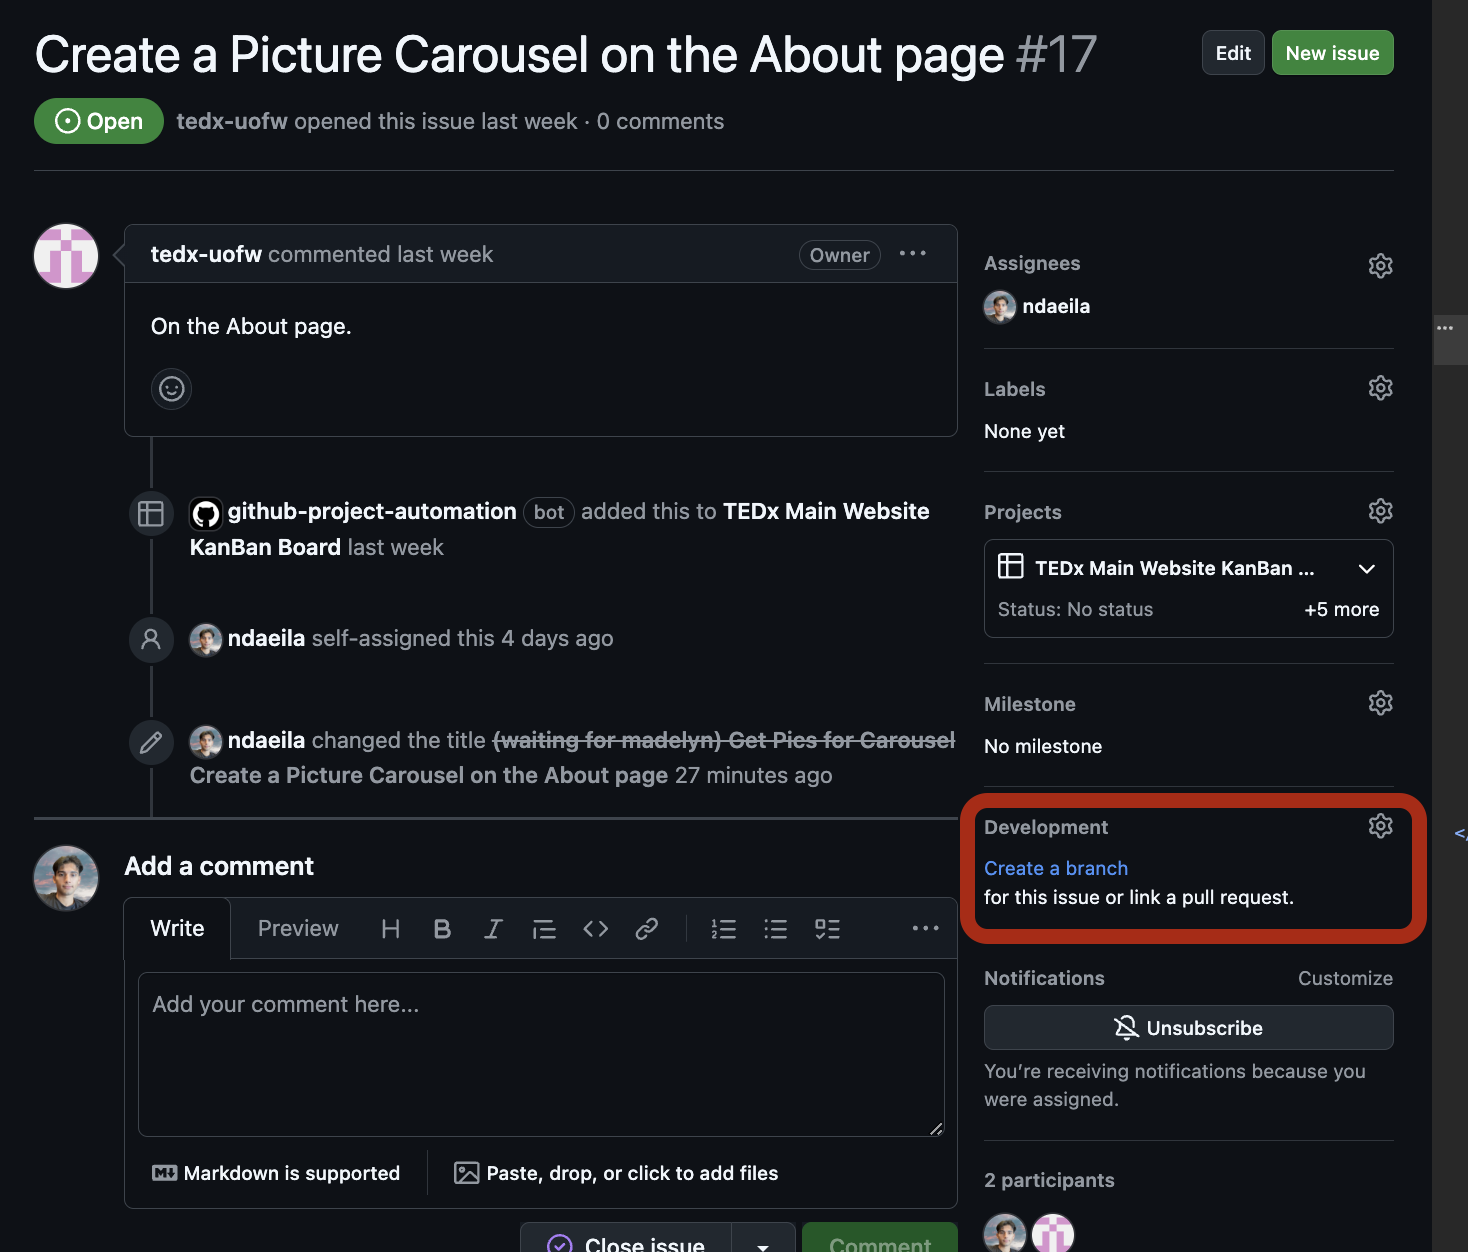 Create a Picture Carousel on the About page #17
Edit
New issue
Open
tedx-uofw opened this issue last week · 0 comments
tedx-uofw commented last week
Owner
On the About page.
github-project-automation bot added this to TEDx Main Website
KanBan Board last week
ndaeila self-assigned this 4 days ago
ndaeila changed the title (waiting for madelyn) Get Pics for Carousel
Create a Picture Carousel on the About page 27 minutes ago
Add a comment
Write
Preview
Add your comment here...
Markdown is supported
Paste, drop, or click to add files
Close issue
Comment
Assignees
ndaeila
Labels
None yet
Projects
TEDx Main Website KanBan ...
Status: No status
+5 more
Milestone
No milestone
Development
Create a branch
for this issue or link a pull request.
Notifications
Customize
Unsubscribe
You're receiving notifications because you
were assigned.
2 participants